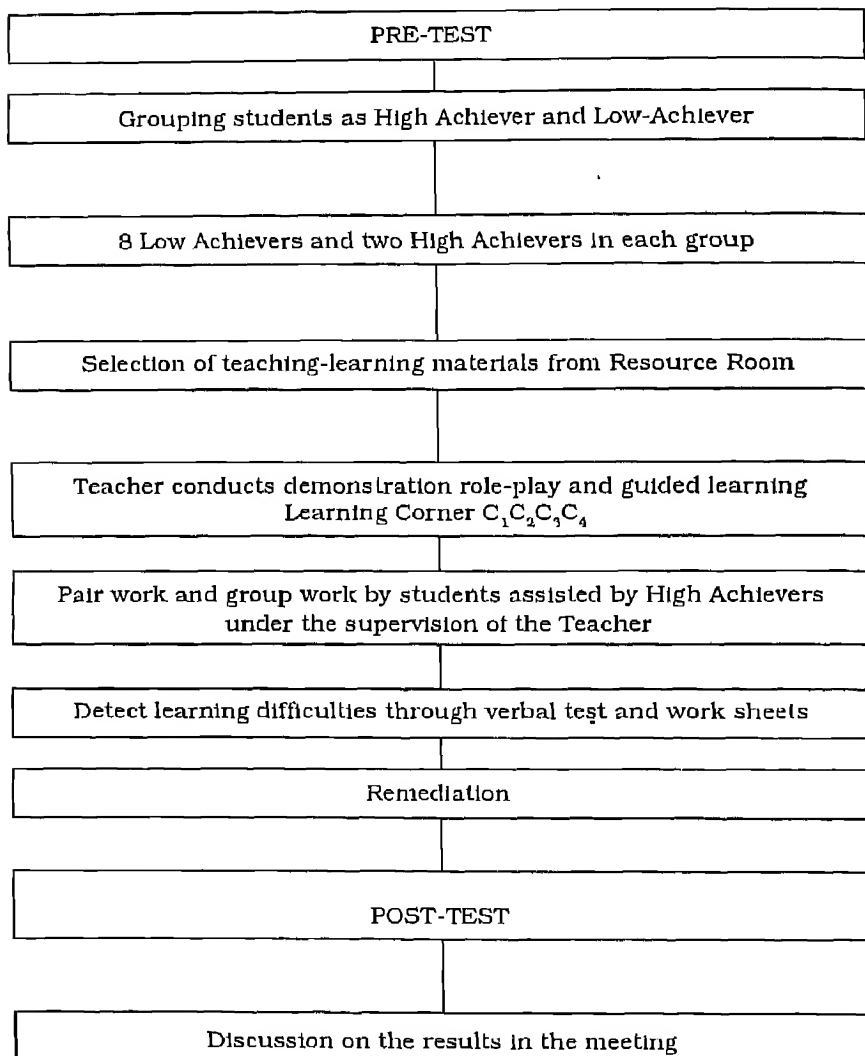 PRE-TEST
Grouping students as High Achiever and Low-Achiever
8 Low Achievers and two High Achievers in each group
Selection of teaching-learning materials from Resource Room
Teacher conducts demonstration role-play and guided learning
Learning Corner C₁C₂C₃C₄
Pair work and group work by students assisted by High Achievers
under the supervision of the Teacher
Detect learning difficulties through verbal test and work sheets
Remediation
POST-TEST
Discussion on the results in the meeting